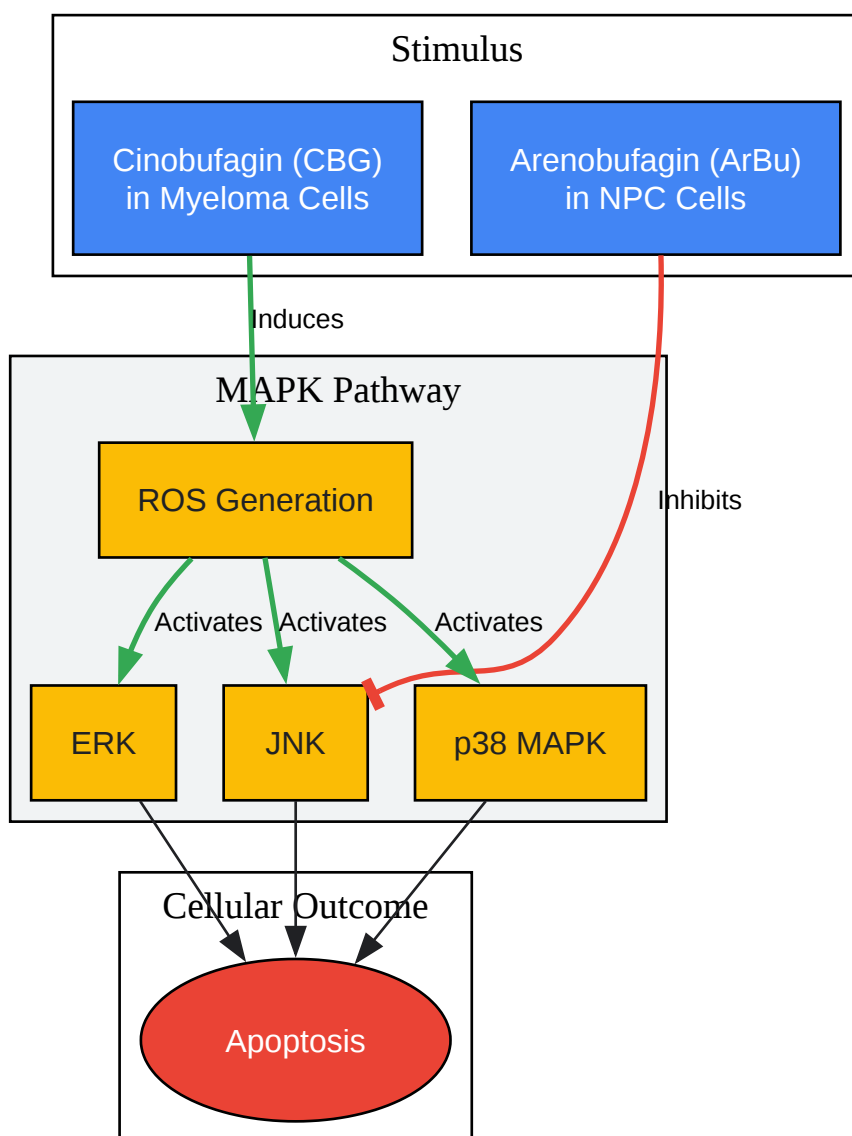 Stimulus
Cinobufagin (CBG)
in Myeloma Cells
Arenobufagin (ArBu)
in NPC Cells
Induces
MAPK Pathway
ROS Generation
Inhibits
Activates
Activates
Activates
ERK
JNK
p38 MAPK
Cellular Outcome
Apoptosis